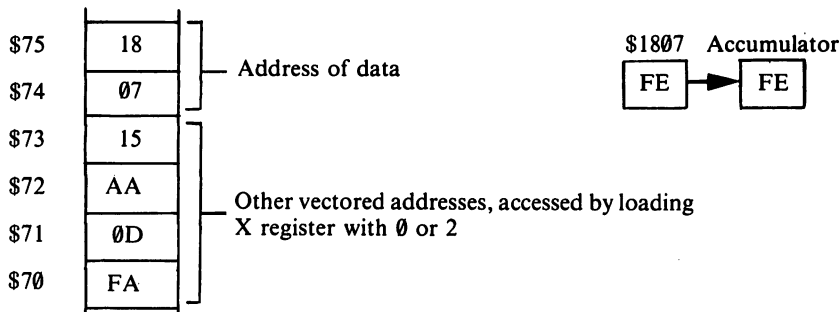 $75 18
$74 07
Address of data
$73 15
$72 AA
$71 0D
$70 FA
Other vectored addresses, accessed by loading
X register with 0 or 2
$1807 Accumulator
FE FE